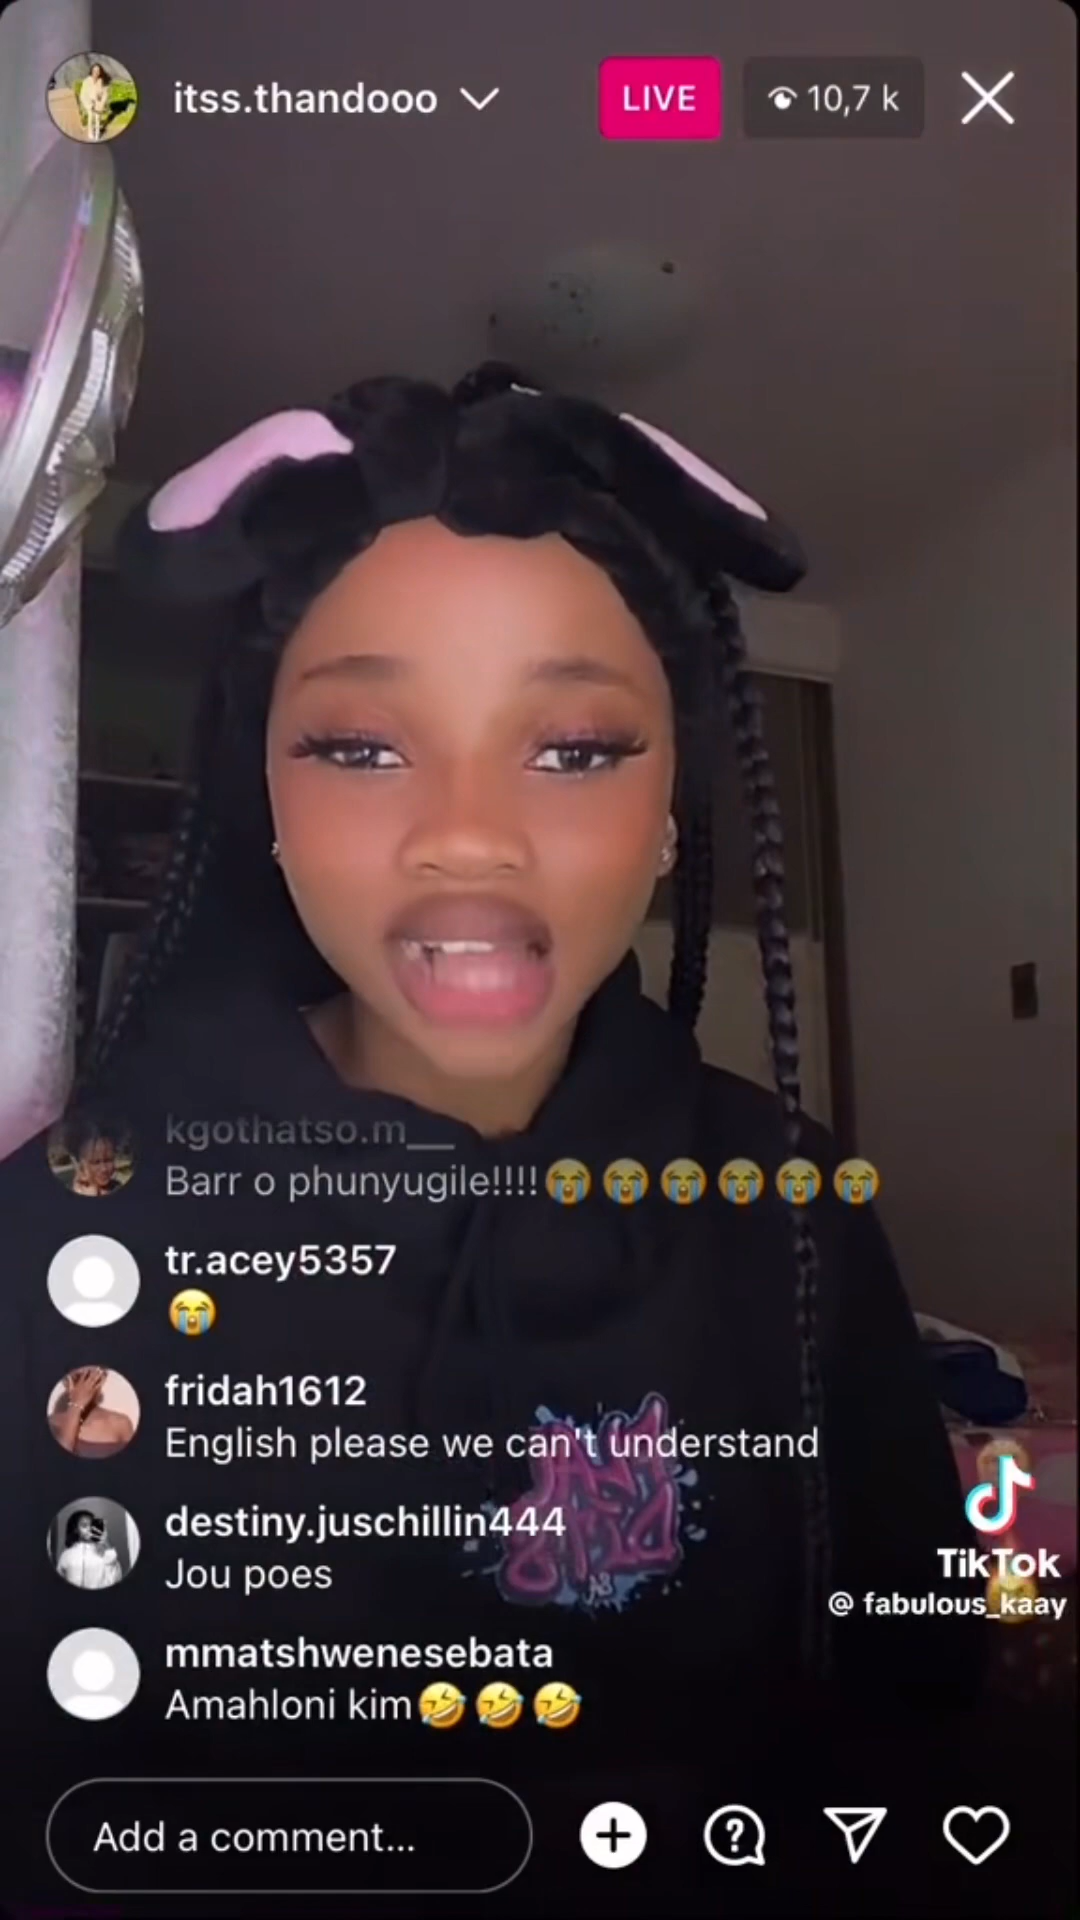 itss.thandooo
LIVE
10,7 k
kgothatso.m__
Barr o phunyugile!!!!😭😭😭😭😭😭
tr.acey5357
😭
fridah1612
English please we can't understand
destiny.juschillin444
Jou poes
mmatshwenesebata
Amahloni kim🤣🤣🤣
TikTok
@ fabulous_kaay
Add a comment...